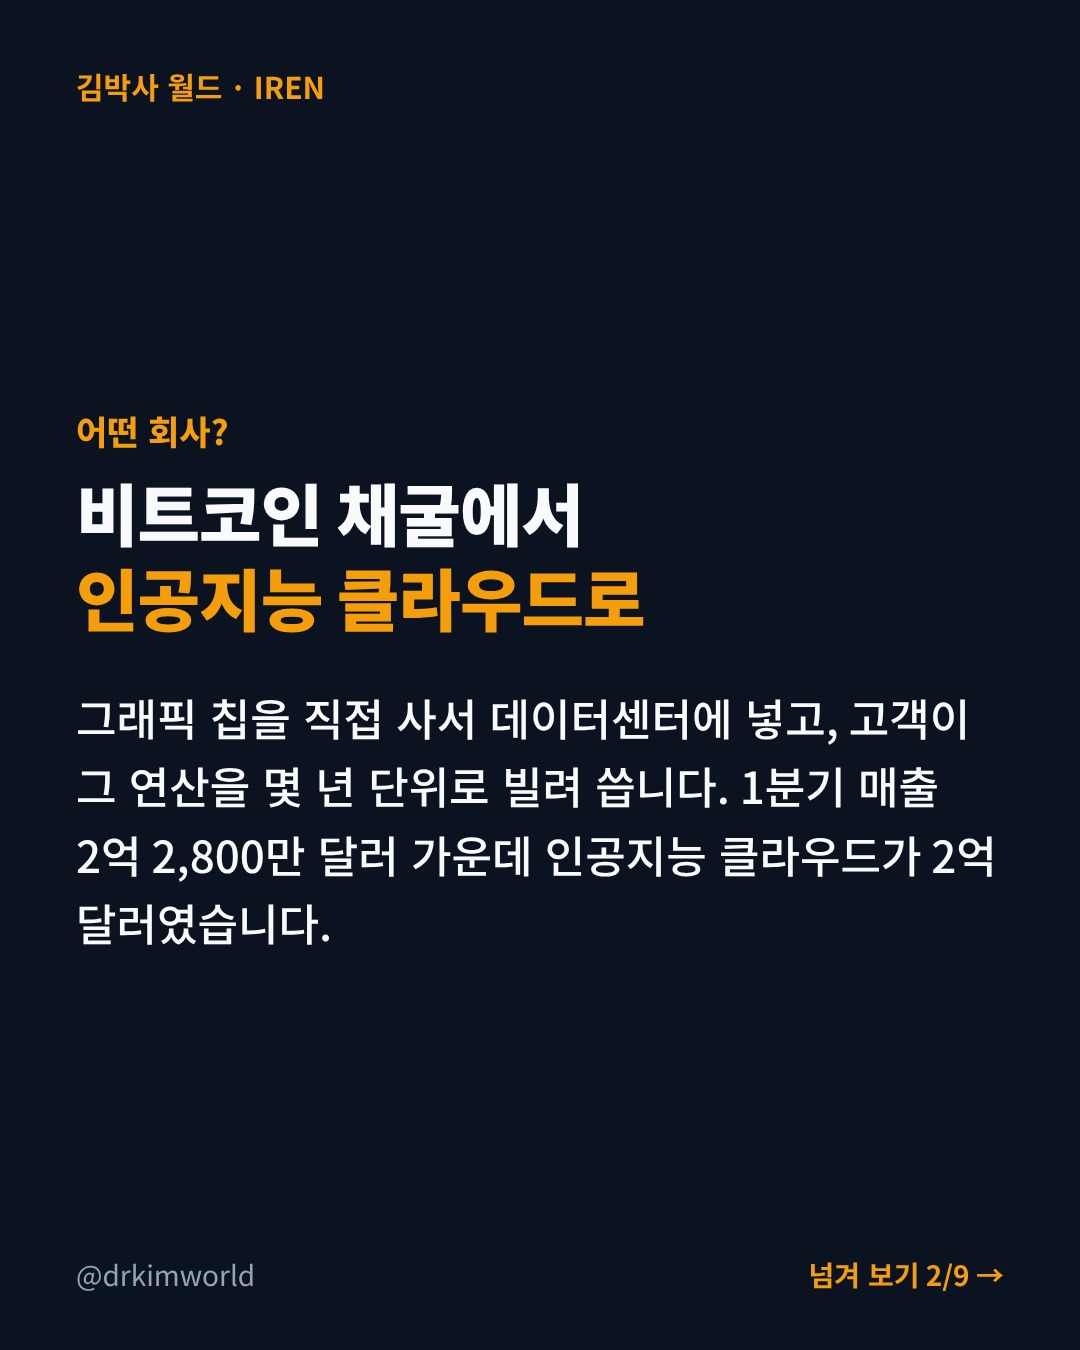 김박사 월드 · IREN
어떤 회사?
비트코인 채굴에서
인공지능 클라우드로
그래픽 칩을 직접 사서 데이터센터에 넣고, 고객이
그 연산을 몇 년 단위로 빌려 씁니다. 1분기 매출
2억 2,800만 달러 가운데 인공지능 클라우드가 2억
달러였습니다.
@drkimworld
넘겨 보기 2/9 →